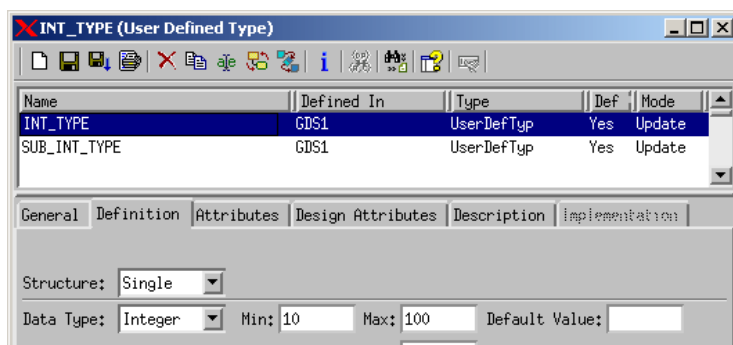 INT_TYPE (User Defined Type)
Name Defined In Type Def Mode
INT_TYPE GDS1 UserDefTyp Yes Update
SUB_INT_TYPE GDS1 UserDefTyp Yes Update
General Definition Attributes Design Attributes Description Implementation
Structure: Single
Data Type: Integer Min: 10 Max: 100 Default Value: